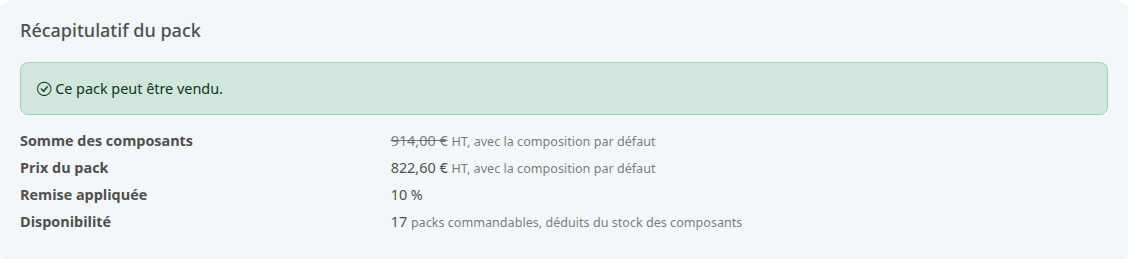 Récapitulatif du pack
Ce pack peut être vendu.
Somme des composants 914,00 € HT, avec la composition par défaut
Prix du pack 822,60 € HT, avec la composition par défaut
Remise appliquée 10 %
Disponibilité 17 packs commandables, déduits du stock des composants